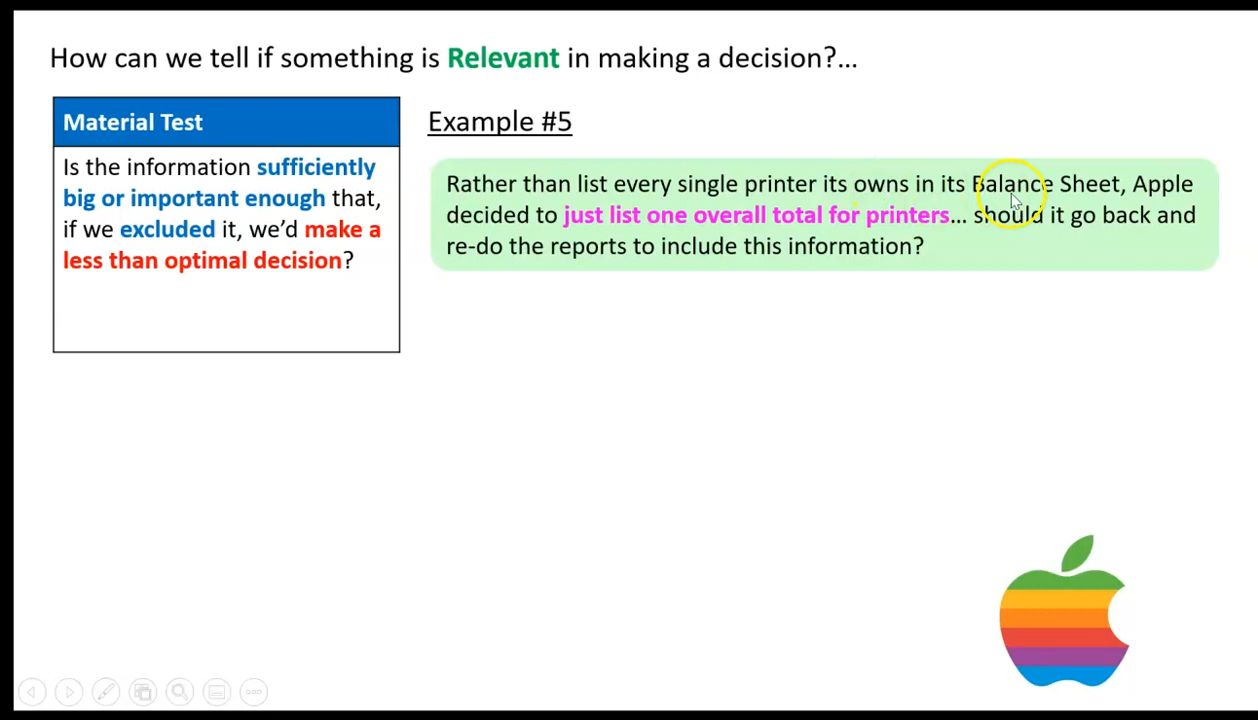 How can we tell if something is Relevant in making a decision?...
Material Test
Is the information sufficiently
big or important enough that,
if we excluded it, we’d make a
less than optimal decision?
Example #5
Rather than list every single printer its owns in its Balance Sheet, Apple
decided to just list one overall total for printers... should it go back and
re-do the reports to include this information?